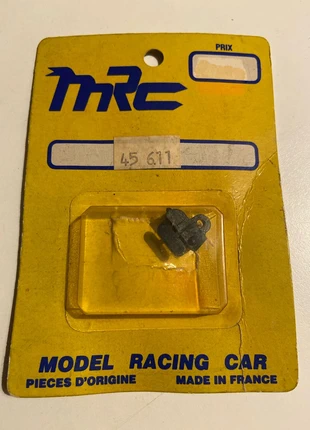 PRIX
MRC
45 611
MODEL RACING CAR
PIECES D'ORIGINE MADE IN FRANCE